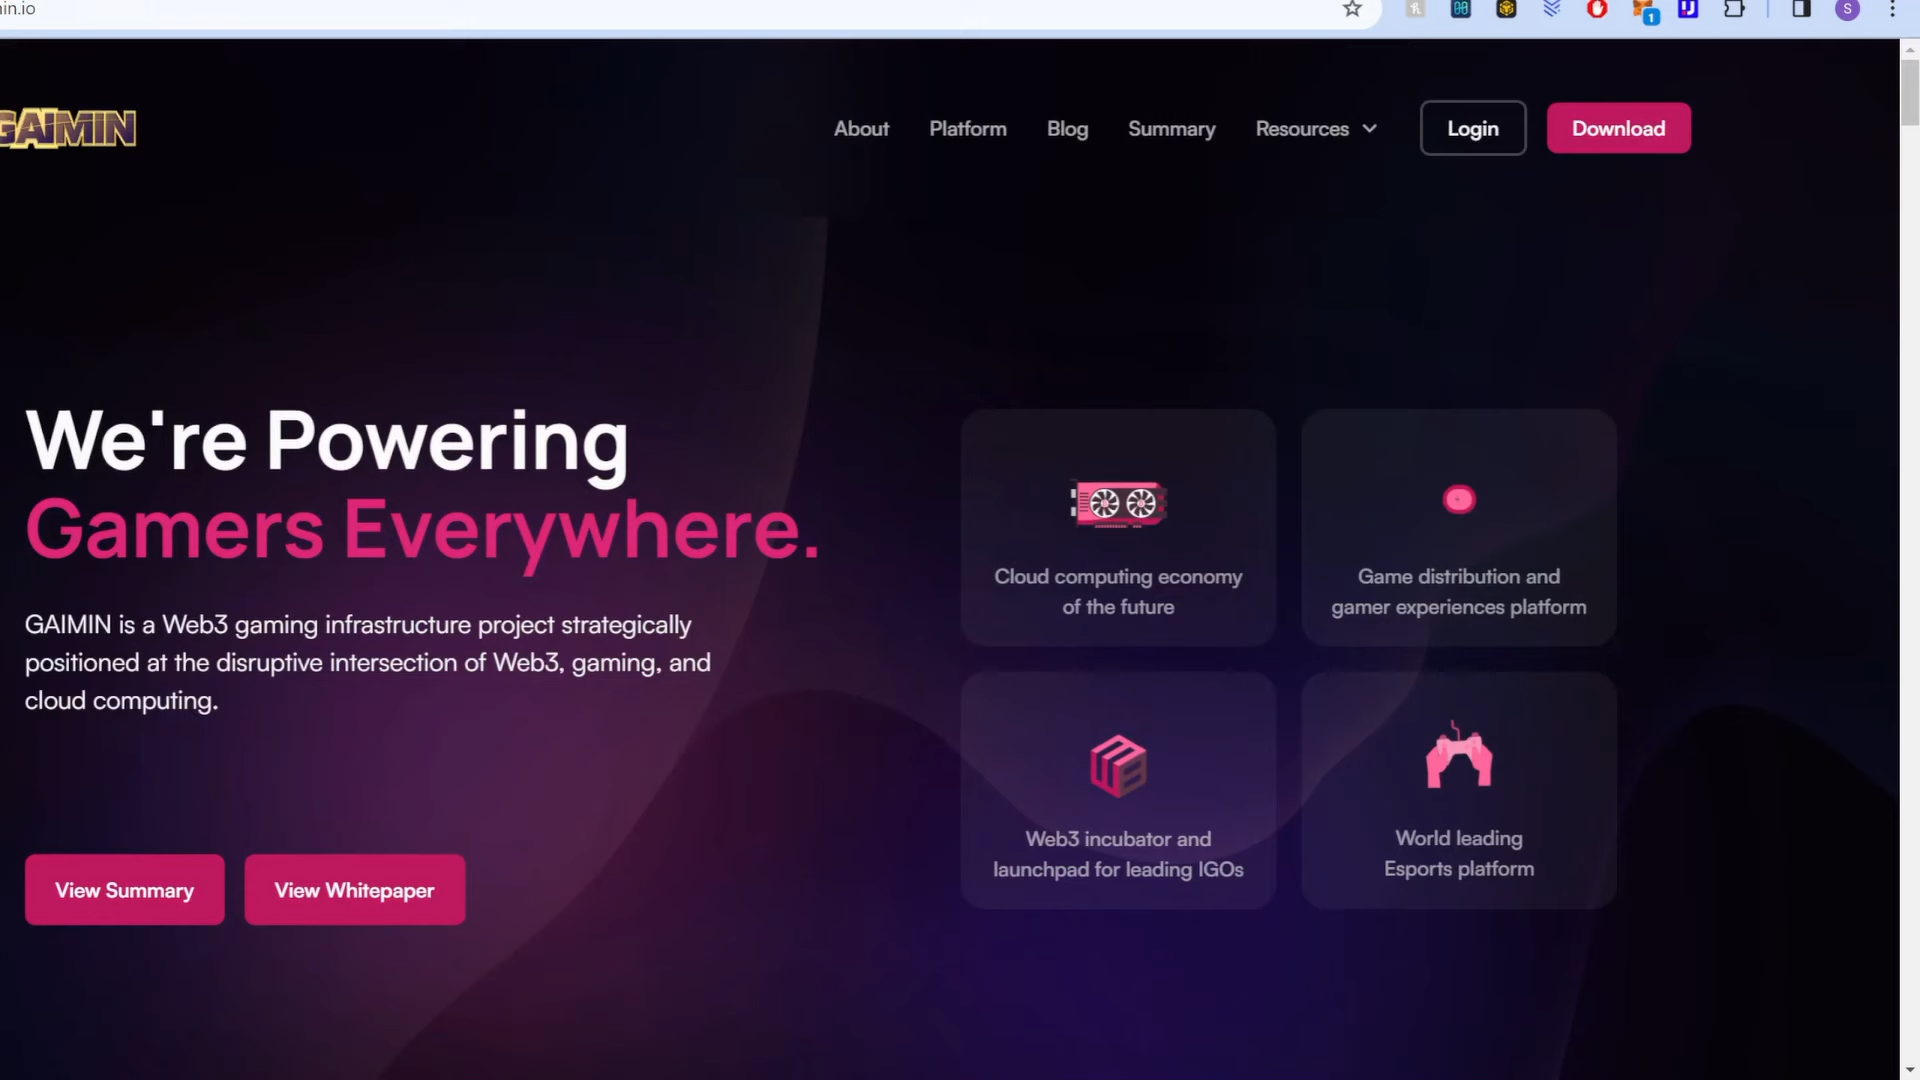 in.io
1
S
GAIMIN
About Platform Blog Summary Resources Login Download
We're Powering
Gamers Everywhere.
GAIMIN is a Web3 gaming infrastructure project strategically
positioned at the disruptive intersection of Web3, gaming, and
cloud computing.
View Summary View Whitepaper
Cloud computing economy
of the future
Game distribution and
gamer experiences platform
Web3 incubator and
launchpad for leading IGOs
World leading
Esports platform